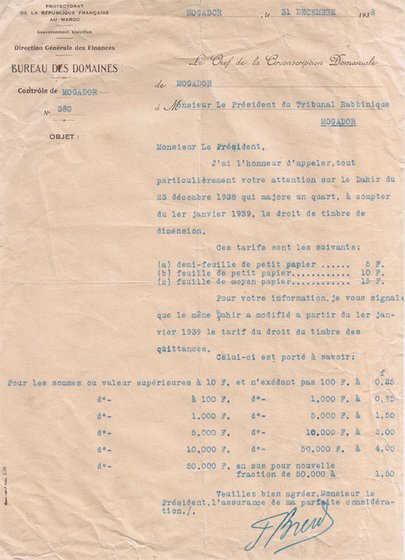 PROTECTORAT
DE LA RÉPUBLIQUE FRANÇAISE
AU MAROC
Gouvernement Chérifien
Direction Générale des Finances
BUREAU DES DOMAINES
Contrôle de MOGADOR
N° 380
OBJET :
MOGADOR, le 31 DÉCEMBRE 1938
Le Chef de la Circonscription Domaniale
de MOGADOR
à Monsieur Le Président du Tribunal Rabbinique
MOGADOR
Monsieur Le Président,
J'ai l'honneur d'appeler, tout
particulièrement votre attention sur le Dahir du
23 décembre 1938 qui majore un quart, à compter
du 1er janvier 1939, le droit de timbre de
dimension.
Ces tarifs sont les suivants:
(a) demi-feuille de petit papier ...... 5 F.
(b) feuille de petit papier............ 10 F.
(c) feuille de moyen papier............ 15 F.
Pour votre information, je vous signale
que le même Dahir a modifié a partir du 1er jan-
vier 1939 le tarif du droit du timbre des
quittances.
Celui-ci est porté à savoir:
f
Pour les sommes ou valeur supérieures à 10 F. et n'exédant pas 100 F. à 0,25
d°- à 100 F. d°- 1.000 F. à 0,75
d°- 1.000 F. d°- 5.000 F. à 1,50
d°- 5.000 F. d°- 10.000 F. à 2,00
d°- 10.000 F. d°- 50.000 F. à 4,00
d°- 50.000 F. en sus pour nouvelle
fraction de 50.000 à 1,50
Veuillez bien agréer, Monsieur le
Président, l'assurance de ma parfaite considéra-
tion./.